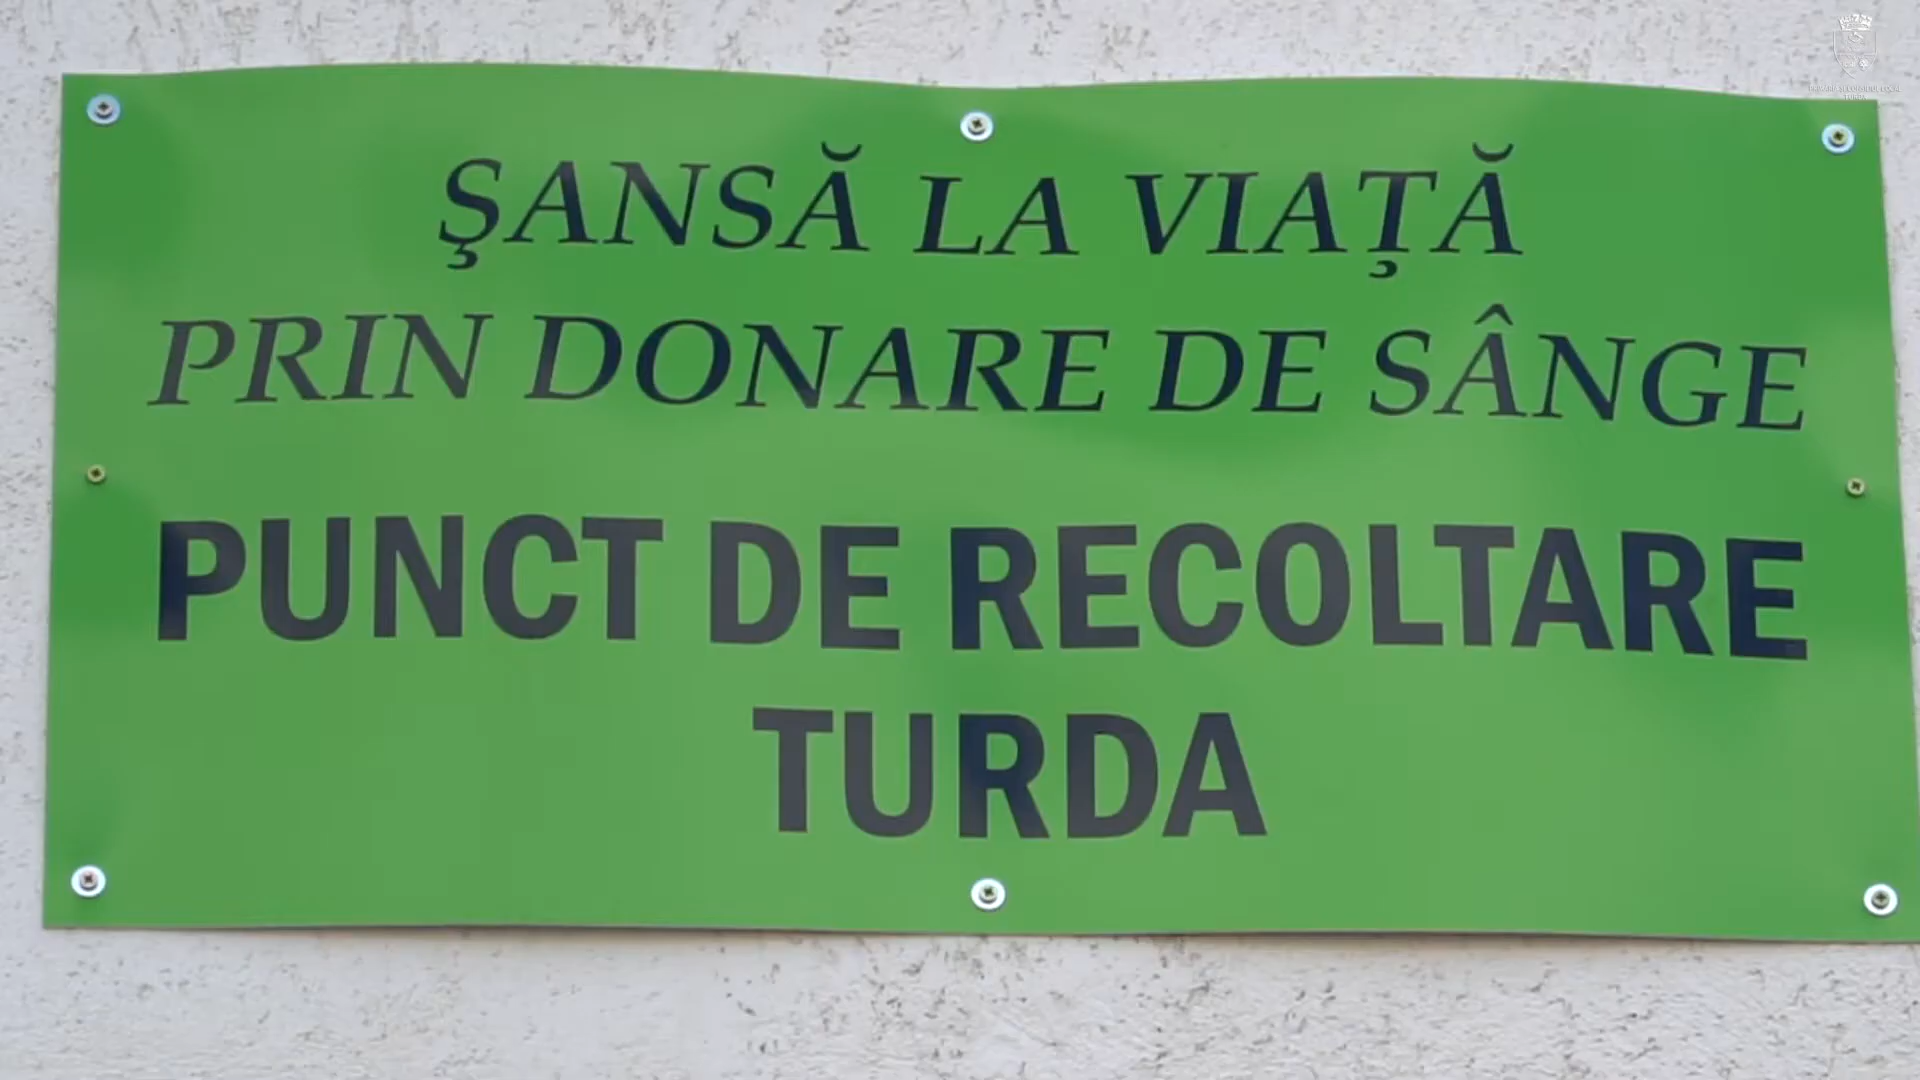 ŞANSĂ LA VIAŢĂ
PRIN DONARE DE SÂNGE
PUNCT DE RECOLTARE
TURDA